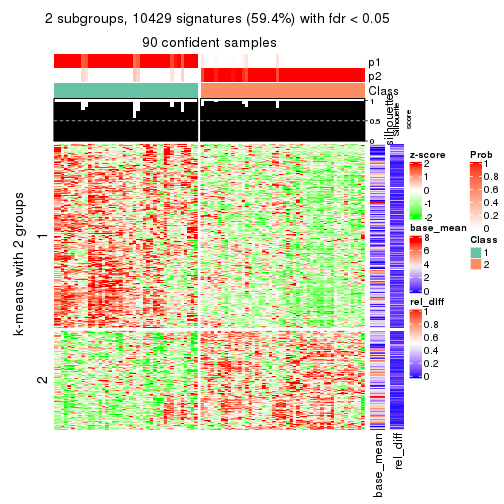 2 subgroups, 10429 signatures (59.4%) with fdr < 0.05
90 confident samples
p1
p2
Class
1
0.5
0
silhouette
Silhouette
score
k-means with 2 groups
1
2
base_mean
rel_diff
z-score
2
1
0
-1
-2
base_mean
8
6
4
2
0
rel_diff
1
0.8
0.6
0.4
0.2
0
Prob
1
0.8
0.6
0.4
0.2
0
Class
1
2